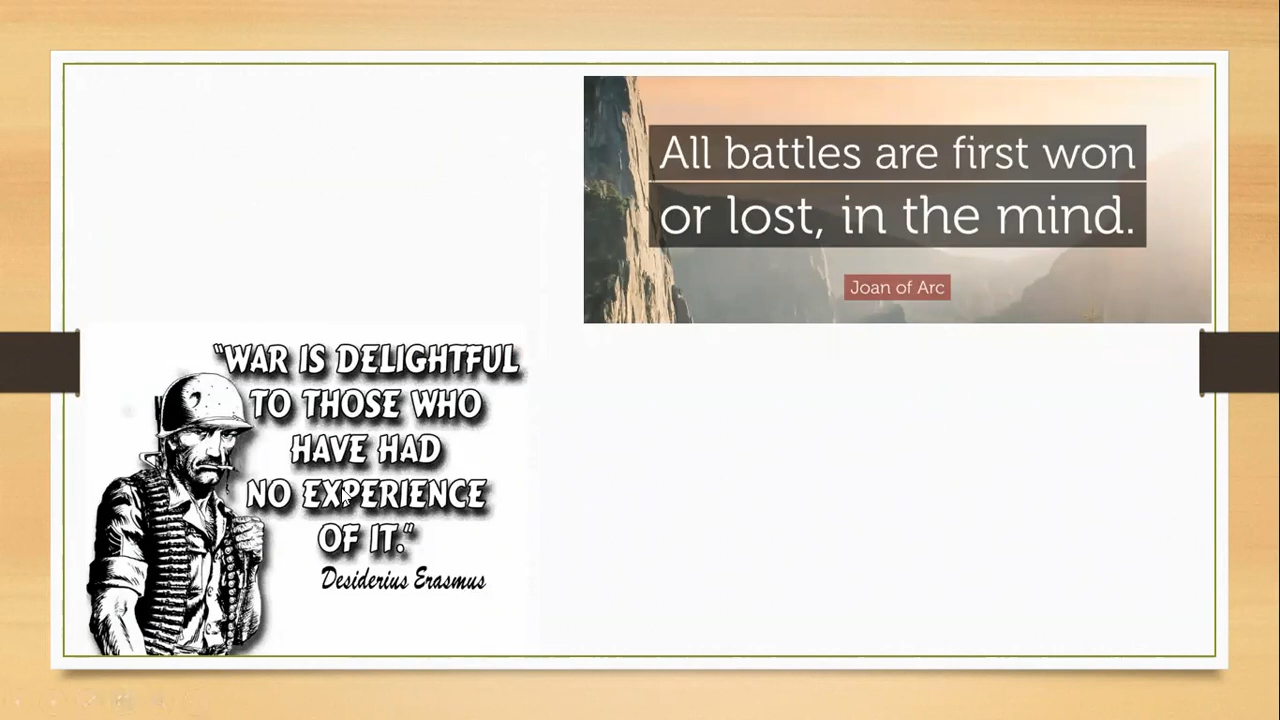 All battles are first won
or lost, in the mind.
Joan of Arc
"WAR IS DELIGHTFUL
TO THOSE WHO
HAVE HAD
NO EXPERIENCE
OF IT."
Desiderius Erasmus